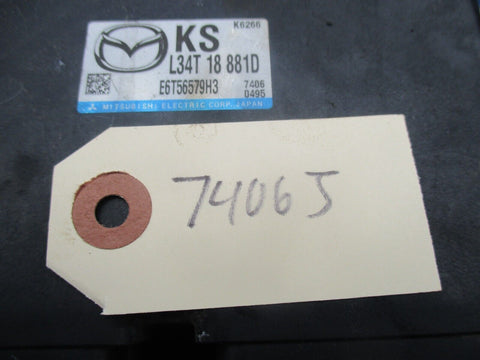 K6266
KS
L34T 18 881D
E6T56579H3 7406
0495
MITSUBISHI ELECTRIC CORP. JAPAN
7406J